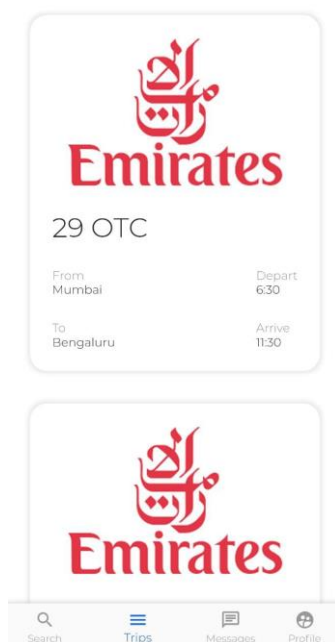 الإمارات
Emirates
29 OTC
From
Depart
Mumbai
6:30
To
Arrive
Bengaluru
11:30
الإمارات
Emirates
Search
Trips
Messages
Profile